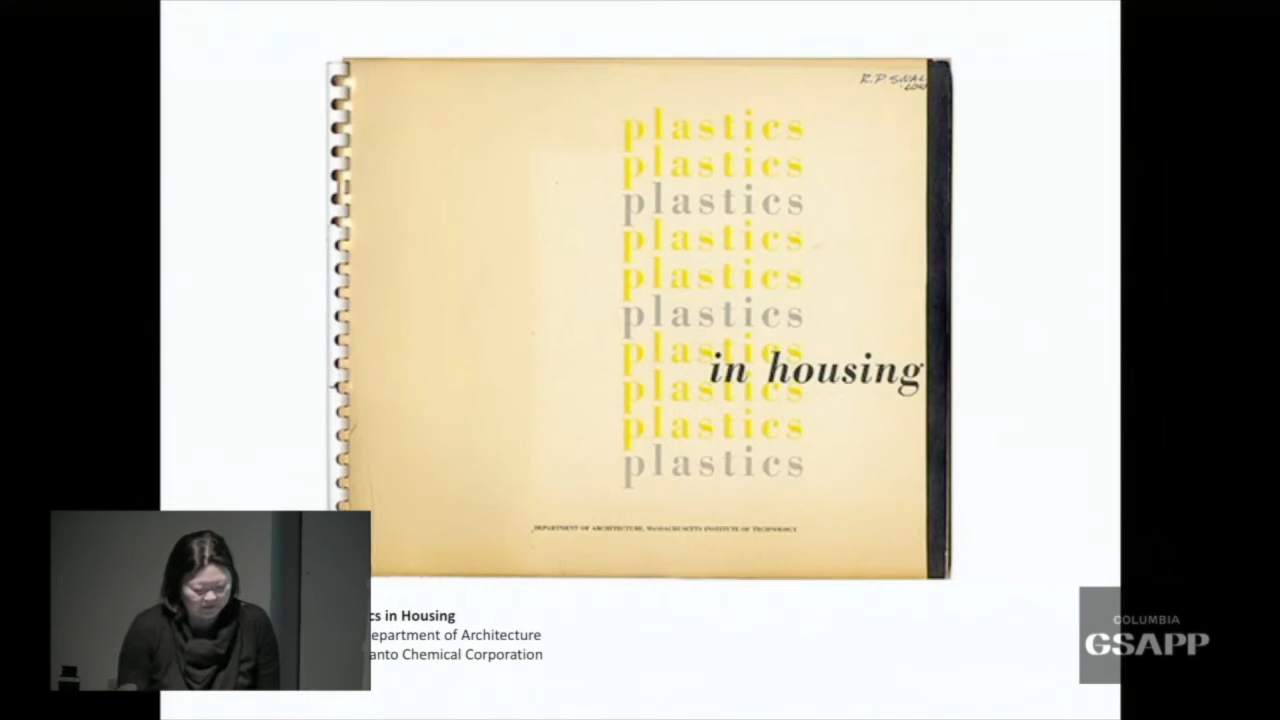 R.P. SWAL
-LOW
plastics
plastics
plastics
plastics
plastics
plastics
plastics
in housing
plastics
plastics
plastics
DEPARTMENT OF ARCHITECTURE, MASSACHUSETTS INSTITUTE OF TECHNOLOGY
cs in Housing
epartment of Architecture
anto Chemical Corporation
COLUMBIA
GSAPP